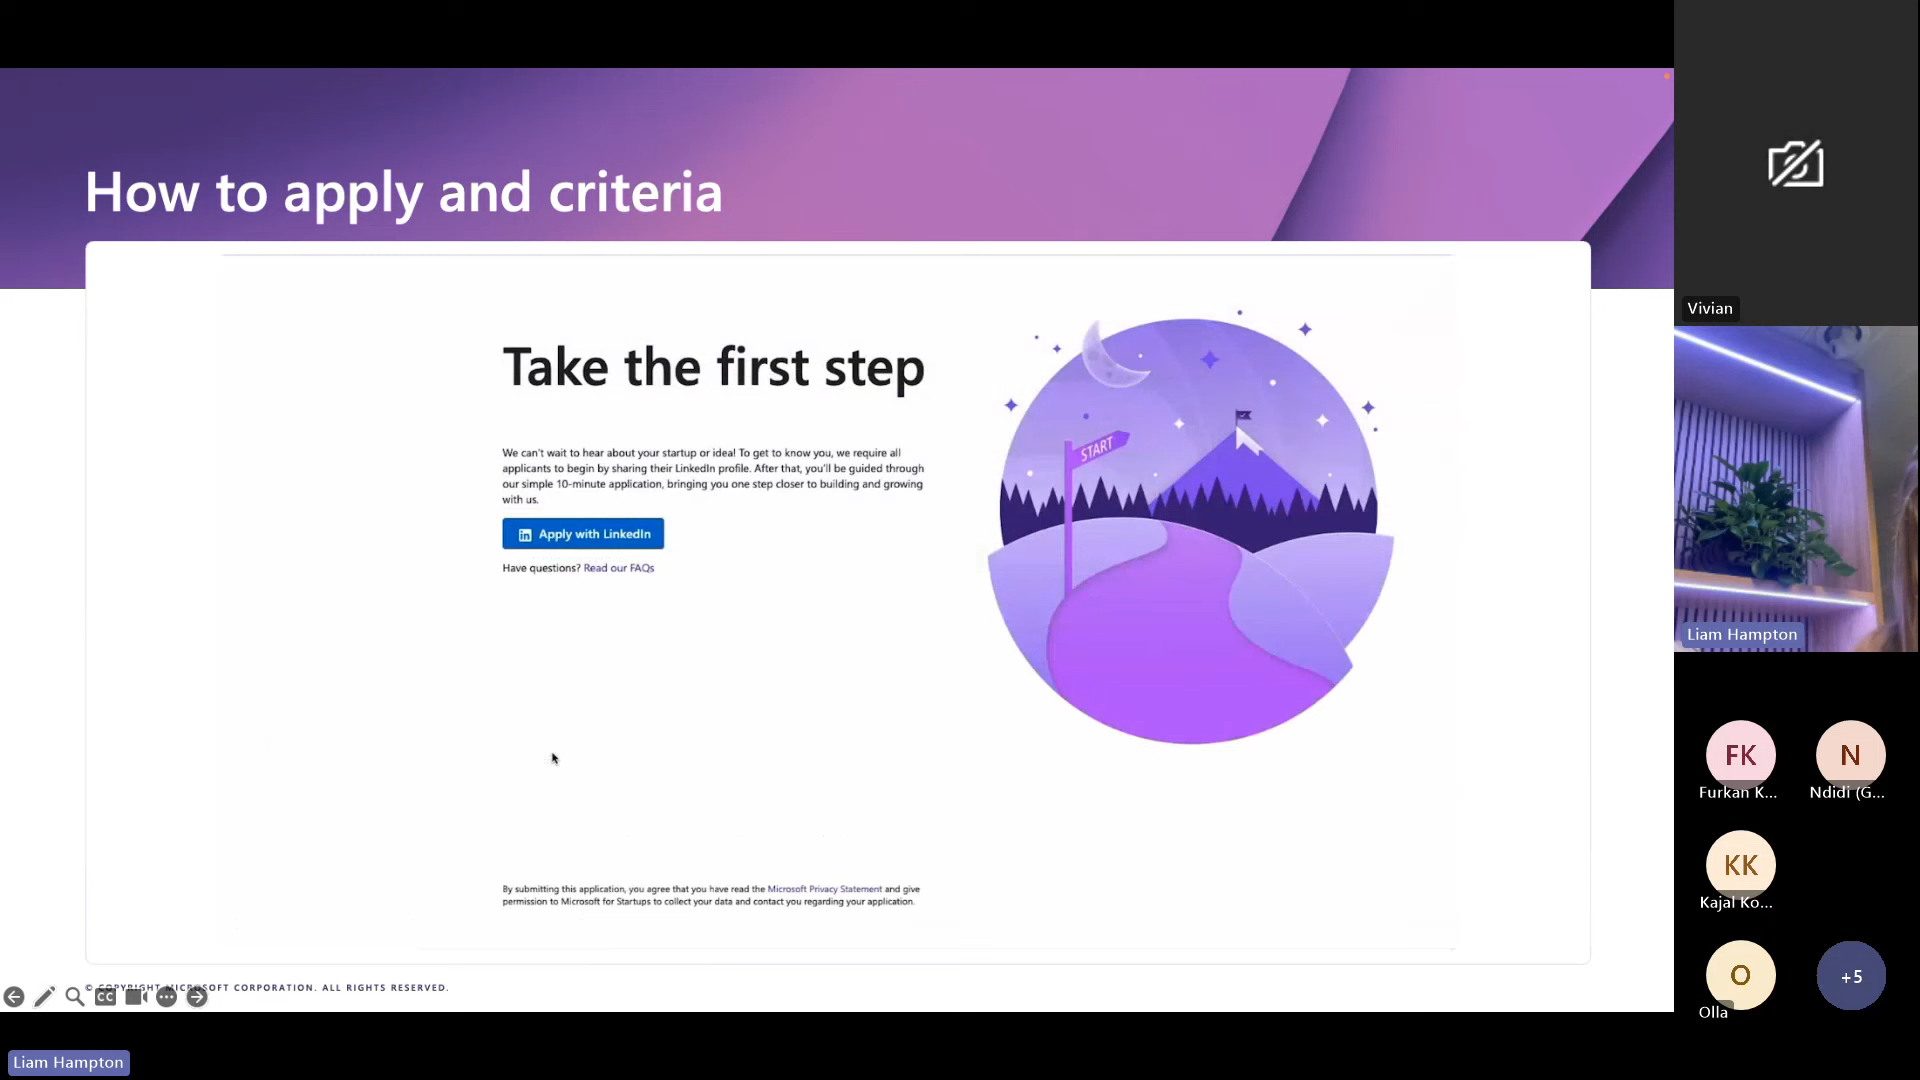 How to apply and criteria
Take the first step
We can't wait to hear about your startup or idea! To get to know you, we require all
applicants to begin by sharing their LinkedIn profile. After that, you'll be guided through
our simple 10-minute application, bringing you one step closer to building and growing
with us.
in Apply with LinkedIn
Have questions? Read our FAQs
START
By submitting this application, you agree that you have read the Microsoft Privacy Statement and give
permission to Microsoft for Startups to collect your data and contact you regarding your application.
© COPYRIGHT MICROSOFT CORPORATION. ALL RIGHTS RESERVED.
CC
Liam Hampton
Vivian
Liam Hampton
FK
Furkan K...
N
Ndidi (G...
KK
Kajal Ko...
O
Olla
+5